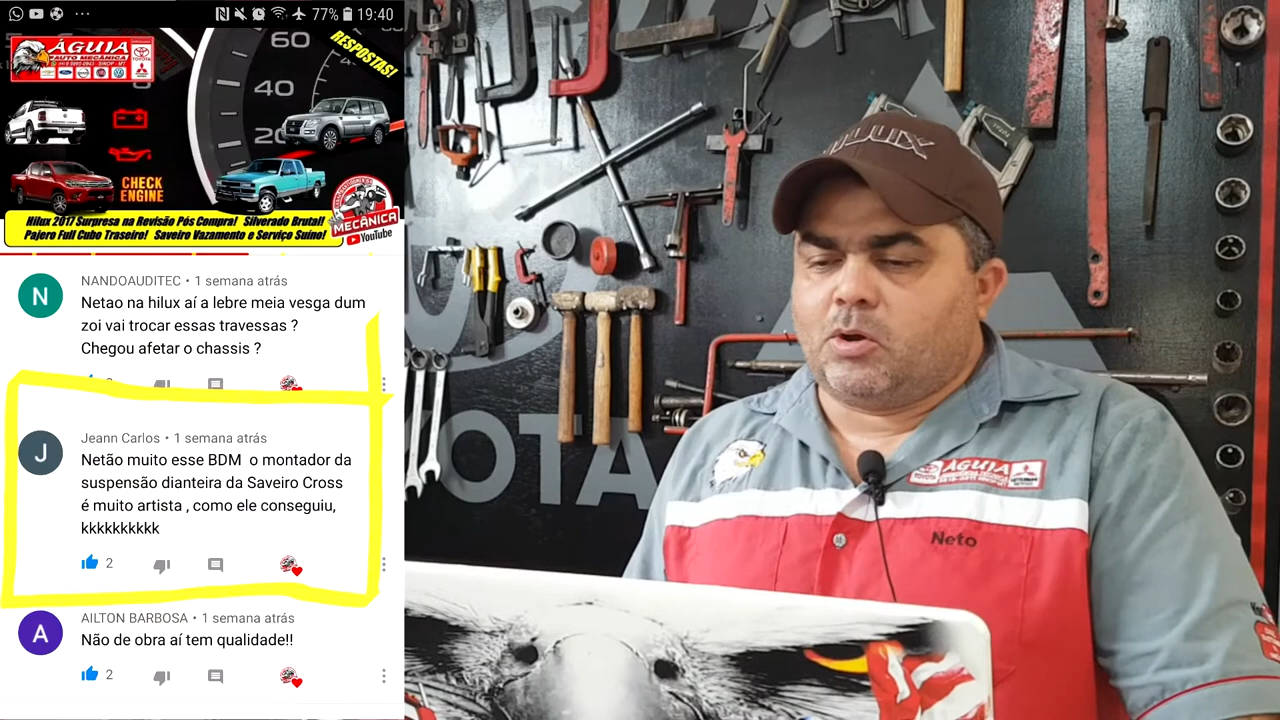 77% 19:40
60
40
20
RESPOSTAS!
ÁGUIA
AUTO MECÂNICA
TOYOTA
CHECK
ENGINE
Hilux 2017 Surpresa na Revisão Pós Compra! Silverado Brutal!
Pajero Full Cubo Traseiro! Saveiro Vazamento e Serviço Suíno!
MECÂNICA
YouTube
NANDOAUDITEC • 1 semana atrás
Netao na hilux aí a lebre meia vesga dum
zoi vai trocar essas travessas ?
Chegou afetar o chassis ?
Jeann Carlos • 1 semana atrás
Netão muito esse BDM o montador da
suspensão dianteira da Saveiro Cross
é muito artista , como ele conseguiu,
kkkkkkkkkk
2
AILTON BARBOSA • 1 semana atrás
Não de obra aí tem qualidade!!
2
HILUX
YOTA
ÁGUIA
Neto